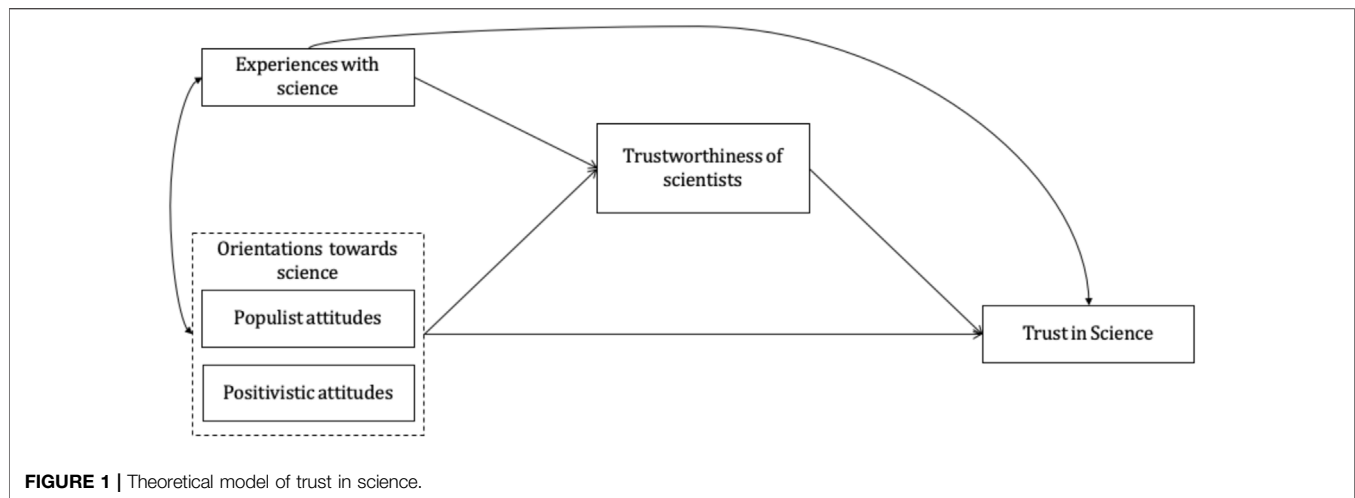 Experiences with
science
Trustworthiness of
scientists
Orientations towards
science
Populist attitudes
Positivistic attitudes
Trust in Science
FIGURE 1 | Theoretical model of trust in science.